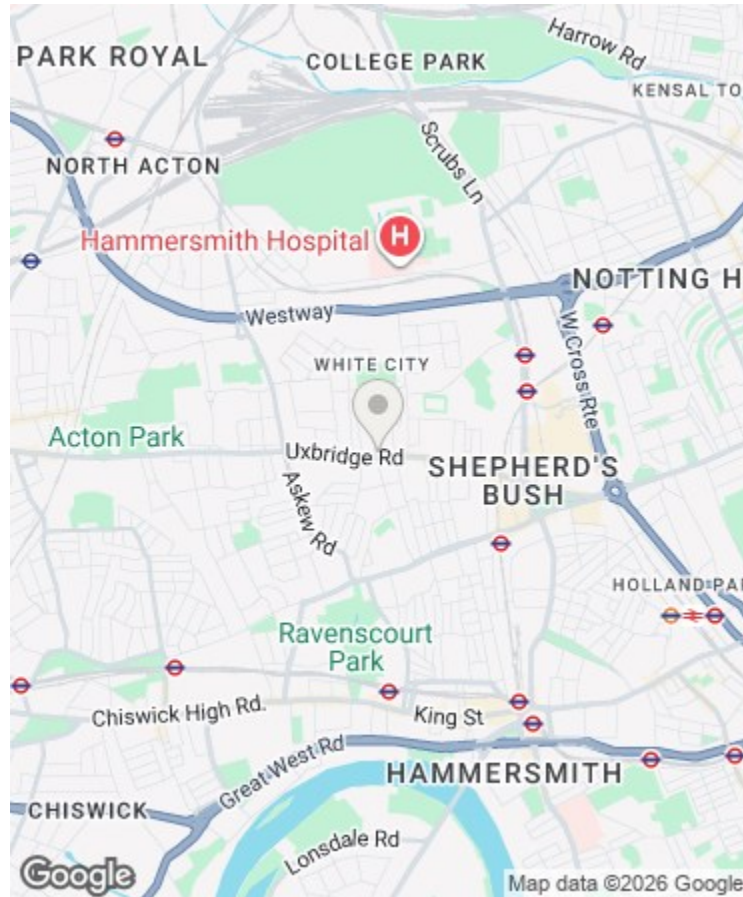 PARK ROYAL
COLLEGE PARK
Harrow Rd
KENSAL TO
Scrubs Ln
NORTH ACTON
Hammersmith Hospital
H
NOTTING H
Westway
W Cross Rte
WHITE CITY
Acton Park
Uxbridge Rd
SHEPHERD'S
BUSH
Askew Rd
HOLLAND PAR
Ravenscourt
Park
Chiswick High Rd.
King St
Great West Rd
HAMMERSMITH
CHISWICK
Lonsdale Rd
Google
Map data ©2026 Google